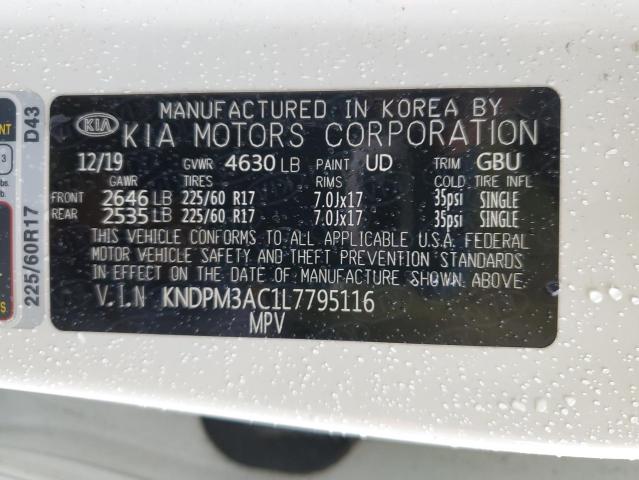 MANUFACTURED IN KOREA BY
KIA KIA MOTORS CORPORATION
12/19 GVWR 4630 LB PAINT UD TRIM GBU
GAWR TIRES RIMS COLD TIRE INFL
FRONT 2646 LB 225/60 R17 7.0Jx17 35psi SINGLE
REAR 2535 LB 225/60 R17 7.0Jx17 35psi SINGLE
THIS VEHICLE CONFORMS TO ALL APPLICABLE U.S.A. FEDERAL
MOTOR VEHICLE SAFETY AND THEFT PREVENTION STANDARDS
IN EFFECT ON THE DATE OF MANUFACTURE SHOWN ABOVE.
V.I.N KNDPM3AC1L7795116
MPV
225/60R17 D43
3